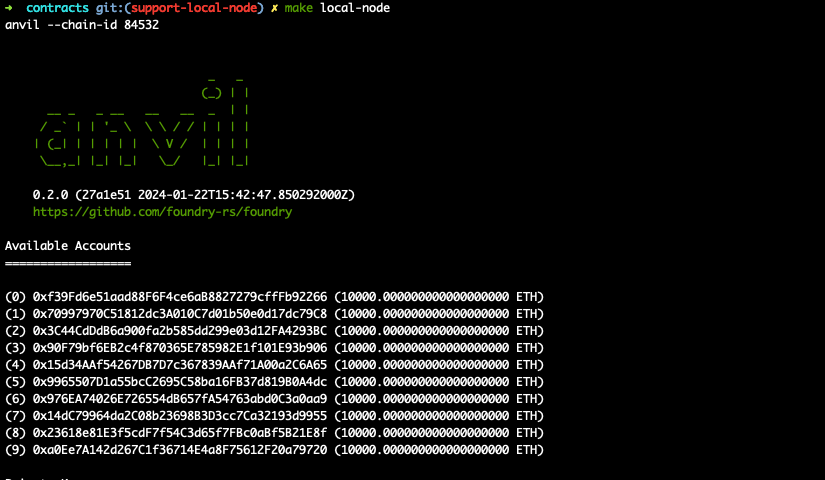 ➜  contracts git:(support-local-node) ✗ make local-node
anvil --chain-id 84532
                             _   _
                            (_) | |
      __ _   _ __   __   __  _  | |
     / _` | | '_ \  \ \ / / | | | |
    | (_| | | | | |  \ V /  | | | |
     \__,_| |_| |_|   \_/   |_| |_|
    0.2.0 (27a1e51 2024-01-22T15:42:47.850292000Z)
    https://github.com/foundry-rs/foundry
Available Accounts
==================
(0) 0xf39Fd6e51aad88F6F4ce6aB8827279cffFb92266 (10000.000000000000000000 ETH)
(1) 0x70997970C51812dc3A010C7d01b50e0d17dc79C8 (10000.000000000000000000 ETH)
(2) 0x3C44CdDdB6a900fa2b585dd299e03d12FA4293BC (10000.000000000000000000 ETH)
(3) 0x90F79bf6EB2c4f870365E785982E1f101E93b906 (10000.000000000000000000 ETH)
(4) 0x15d34AAf54267DB7D7c367839AAf71A00a2C6A65 (10000.000000000000000000 ETH)
(5) 0x9965507D1a55bcC2695C58ba16FB37d819B0A4dc (10000.000000000000000000 ETH)
(6) 0x976EA74026E726554dB657fA54763abd0C3a0aa9 (10000.000000000000000000 ETH)
(7) 0x14dC79964da2C08b23698B3D3cc7Ca32193d9955 (10000.000000000000000000 ETH)
(8) 0x23618e81E3f5cdF7f54C3d65f7FBc0aBf5B21E8f (10000.000000000000000000 ETH)
(9) 0xa0Ee7A142d267C1f36714E4a8F75612F20a79720 (10000.000000000000000000 ETH)